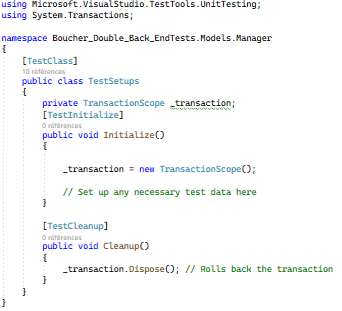 using Microsoft.VisualStudio.TestTools.UnitTesting;
using System.Transactions;
namespace Boucher_Double_Back_EndTests.Models.Manager
{
[TestClass]
10 références
public class TestSetups
{
private TransactionScope _transaction;
[TestInitialize]
0 références
public void Initialize()
{
_transaction = new TransactionScope();
// Set up any necessary test data here
}
[TestCleanup]
0 références
public void Cleanup()
{
_transaction.Dispose(); // Rolls back the transaction
}
}
}